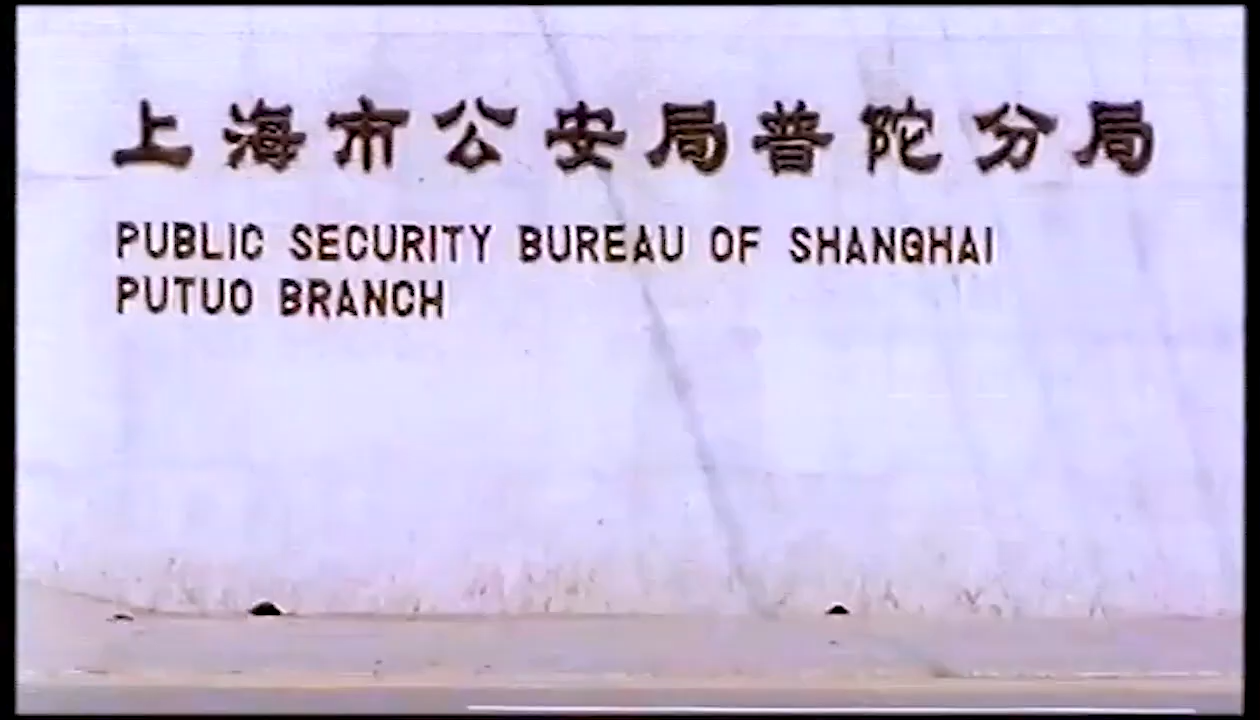 上海市公安局普陀分局
PUBLIC SECURITY BUREAU OF SHANGHAI
PUTUO BRANCH